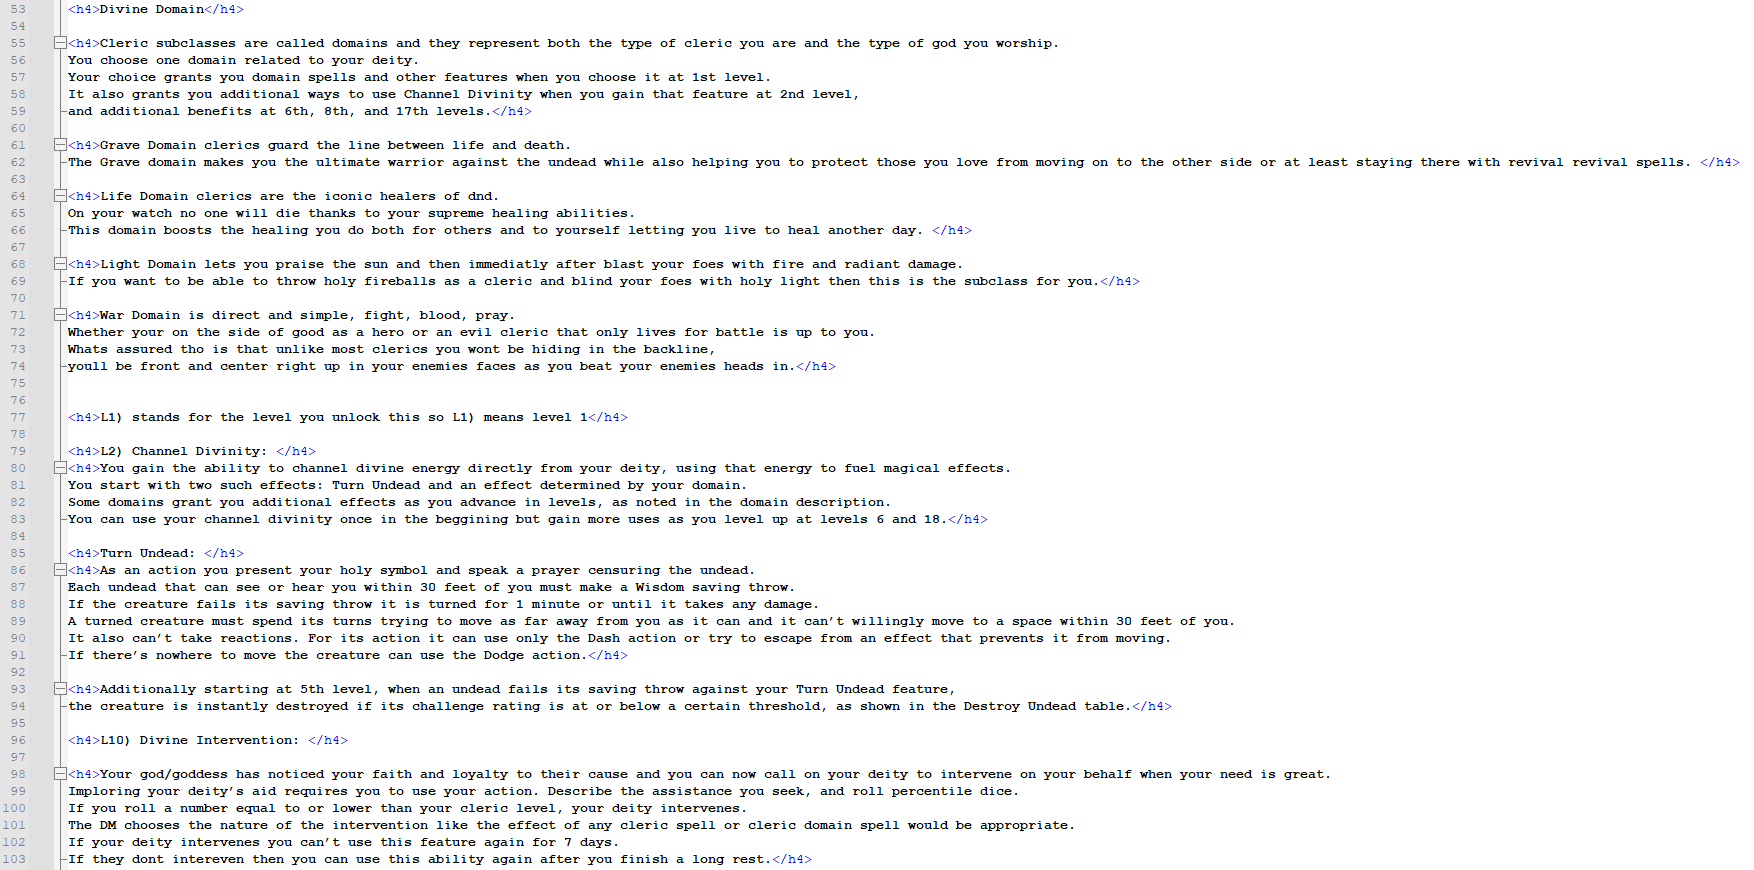 53 <h4>Divine Domain</h4>
54
55 <h4>Cleric subclasses are called domains and they represent both the type of cleric you are and the type of god you worship.
56 You choose one domain related to your deity.
57 Your choice grants you domain spells and other features when you choose it at 1st level.
58 It also grants you additional ways to use Channel Divinity when you gain that feature at 2nd level,
59 and additional benefits at 6th, 8th, and 17th levels.</h4>
60
61 <h4>Grave Domain clerics guard the line between life and death.
62 The Grave domain makes you the ultimate warrior against the undead while also helping you to protect those you love from moving on to the other side or at least staying there with revival revival spells. </h4>
63
64 <h4>Life Domain clerics are the iconic healers of dnd.
65 On your watch no one will die thanks to your supreme healing abilities.
66 This domain boosts the healing you do both for others and to yourself letting you live to heal another day. </h4>
67
68 <h4>Light Domain lets you praise the sun and then immediatly after blast your foes with fire and radiant damage.
69 If you want to be able to throw holy fireballs as a cleric and blind your foes with holy light then this is the subclass for you.</h4>
70
71 <h4>War Domain is direct and simple, fight, blood, pray.
72 Whether your on the side of good as a hero or an evil cleric that only lives for battle is up to you.
73 Whats assured tho is that unlike most clerics you wont be hiding in the backline,
74 youll be front and center right up in your enemies faces as you beat your enemies heads in.</h4>
75
76
77 <h4>L1) stands for the level you unlock this so L1) means level 1</h4>
78
79 <h4>L2) Channel Divinity: </h4>
80 <h4>You gain the ability to channel divine energy directly from your deity, using that energy to fuel magical effects.
81 You start with two such effects: Turn Undead and an effect determined by your domain.
82 Some domains grant you additional effects as you advance in levels, as noted in the domain description.
83 You can use your channel divinity once in the beggining but gain more uses as you level up at levels 6 and 18.</h4>
84
85 <h4>Turn Undead: </h4>
86 <h4>As an action you present your holy symbol and speak a prayer censuring the undead.
87 Each undead that can see or hear you within 30 feet of you must make a Wisdom saving throw.
88 If the creature fails its saving throw it is turned for 1 minute or until it takes any damage.
89 A turned creature must spend its turns trying to move as far away from you as it can and it can’t willingly move to a space within 30 feet of you.
90 It also can’t take reactions. For its action it can use only the Dash action or try to escape from an effect that prevents it from moving.
91 If there’s nowhere to move the creature can use the Dodge action.</h4>
92
93 <h4>Additionally starting at 5th level, when an undead fails its saving throw against your Turn Undead feature,
94 the creature is instantly destroyed if its challenge rating is at or below a certain threshold, as shown in the Destroy Undead table.</h4>
95
96 <h4>L10) Divine Intervention: </h4>
97
98 <h4>Your god/goddess has noticed your faith and loyalty to their cause and you can now call on your deity to intervene on your behalf when your need is great.
99 Imploring your deity’s aid requires you to use your action. Describe the assistance you seek, and roll percentile dice.
100 If you roll a number equal to or lower than your cleric level, your deity intervenes.
101 The DM chooses the nature of the intervention like the effect of any cleric spell or cleric domain spell would be appropriate.
102 If your deity intervenes you can’t use this feature again for 7 days.
103 If they dont intereven then you can use this ability again after you finish a long rest.</h4>